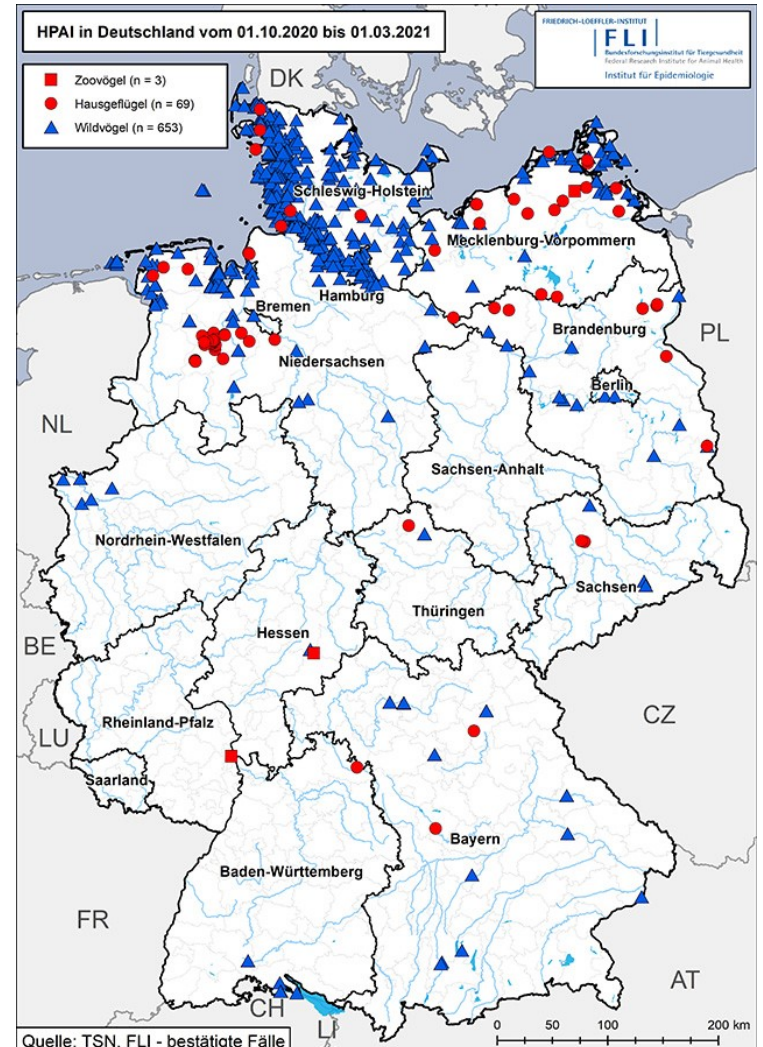 HPAI in Deutschland vom 01.10.2020 bis 01.03.2021
FRIEDRICH-LOEFFLER-INSTITUT
FLI
Bundesforschungsinstitut für Tiergesundheit
Federal Research Institute for Animal Health
Institut für Epidemiologie
Zoovögel (n = 3)
Hausgeflügel (n = 69)
Wildvögel (n = 653)
DK
Schleswig-Holstein
Mecklenburg-Vorpommern
Hamburg
Bremen
Brandenburg
PL
Niedersachsen
Berlin
NL
Sachsen-Anhalt
Nordrhein-Westfalen
Sachsen
Thüringen
Hessen
BE
Rheinland-Pfalz
CZ
LU
Saarland
Bayern
Baden-Württemberg
FR
AT
CH
LI
0 50 100 200 km
Quelle: TSN, FLI - bestätigte Fälle